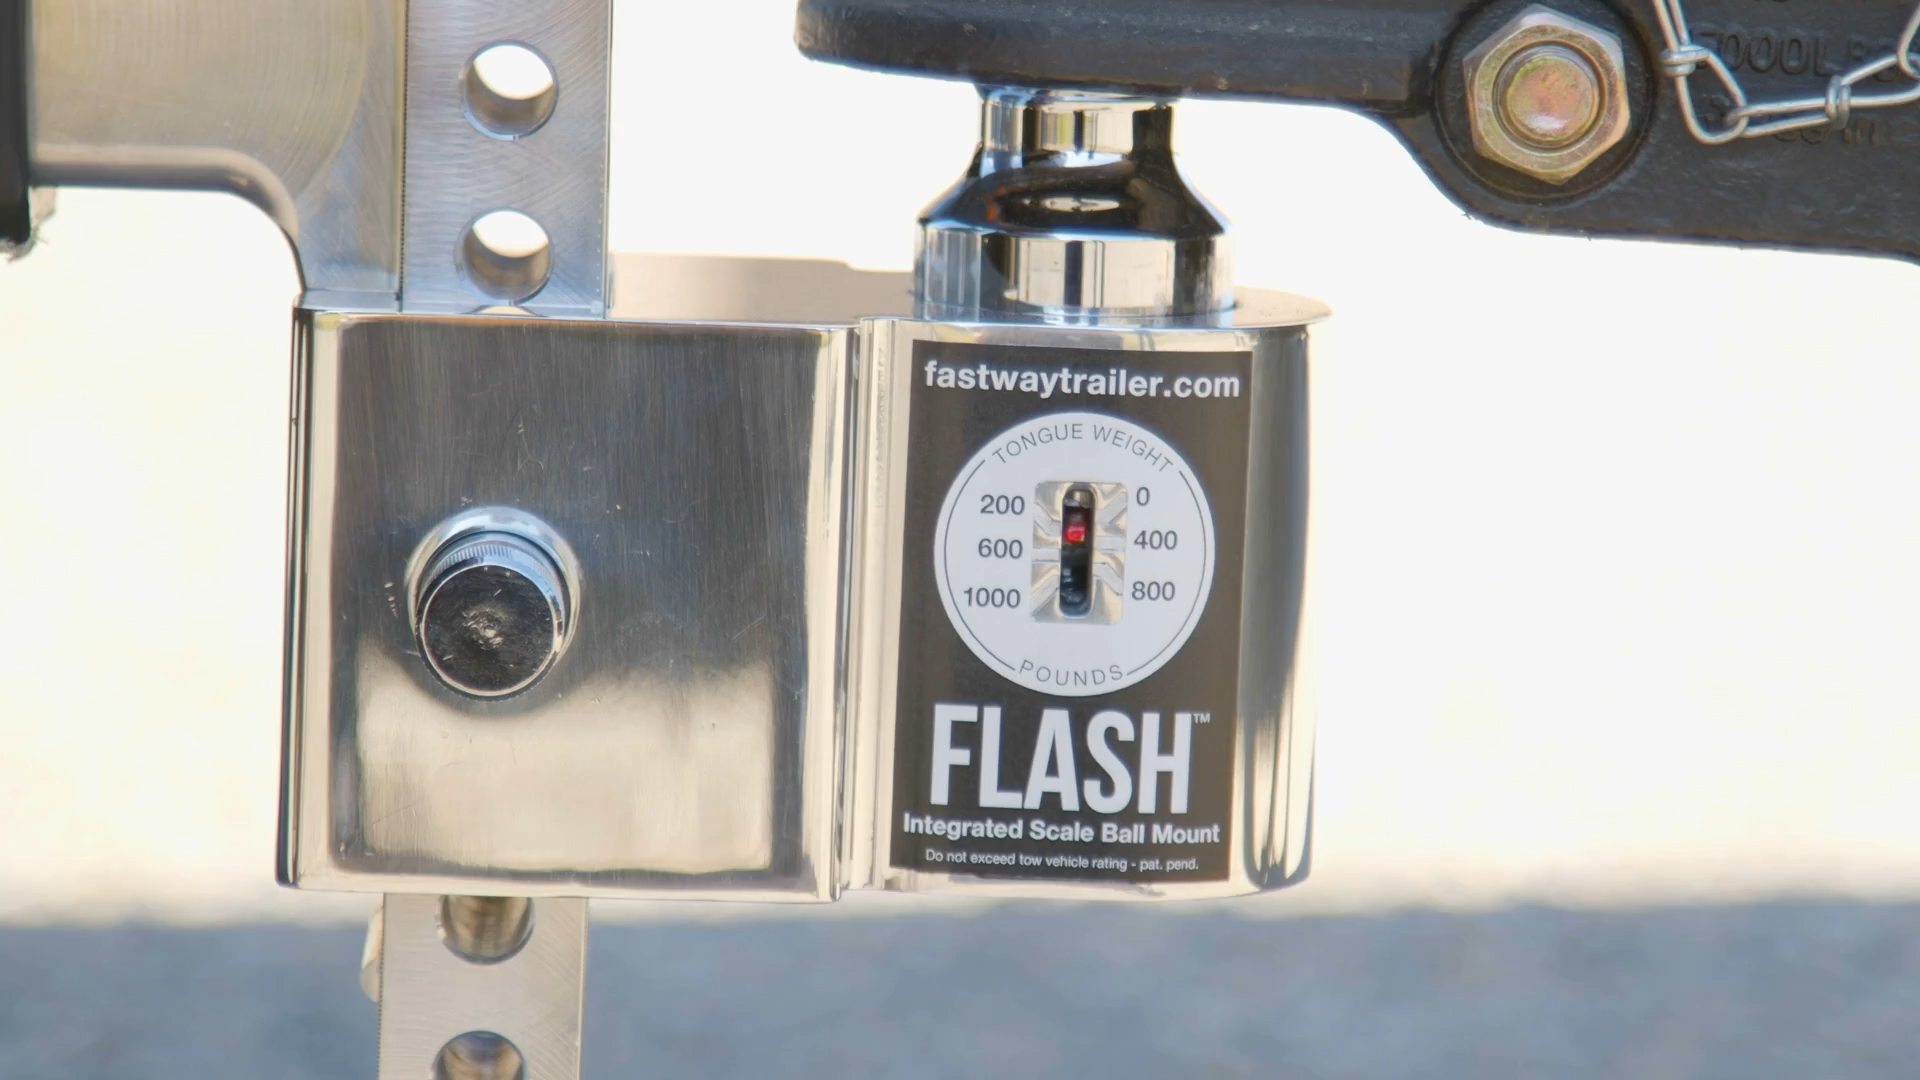 fastwaytrailer.com
TONGUE WEIGHT
200 0
600 400
1000 800
POUNDS
FLASH™
Integrated Scale Ball Mount
Do not exceed tow vehicle rating - pat. pend.